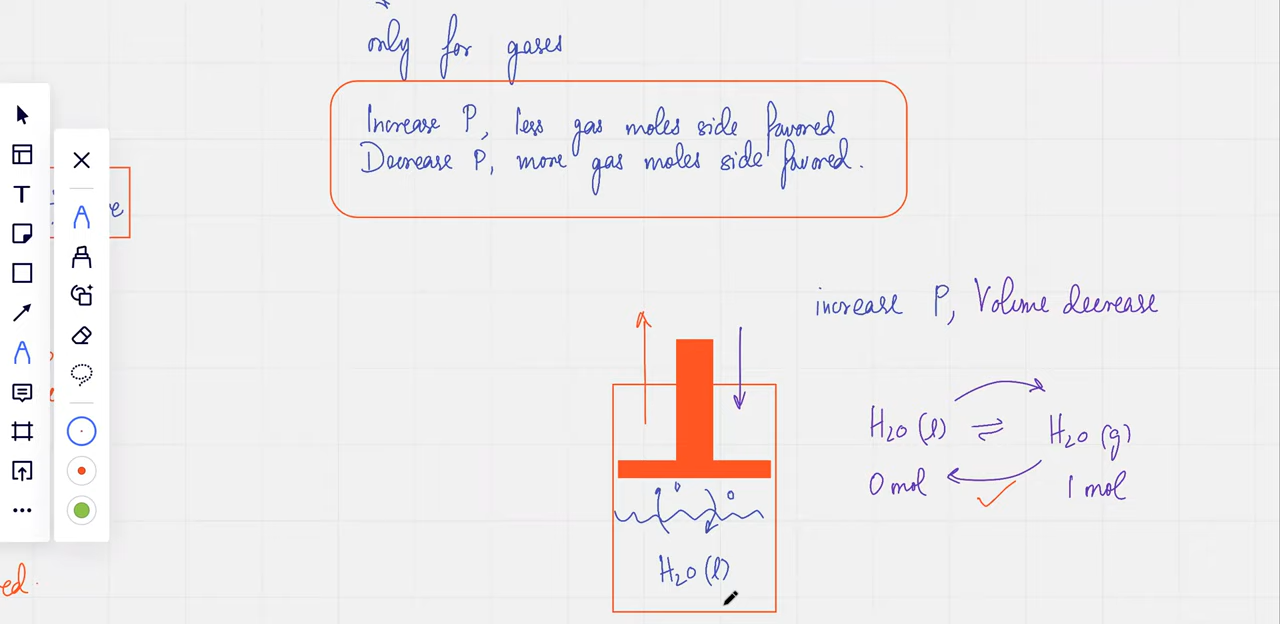 only for gases
Increase P, less gas moles side favored
Decrease P, more gas moles side favored.
increase P, Volume decrease
H₂O (l) ⇌ H₂O (g)
0 mol 1 mol
H₂O (l)
T
e
ed.